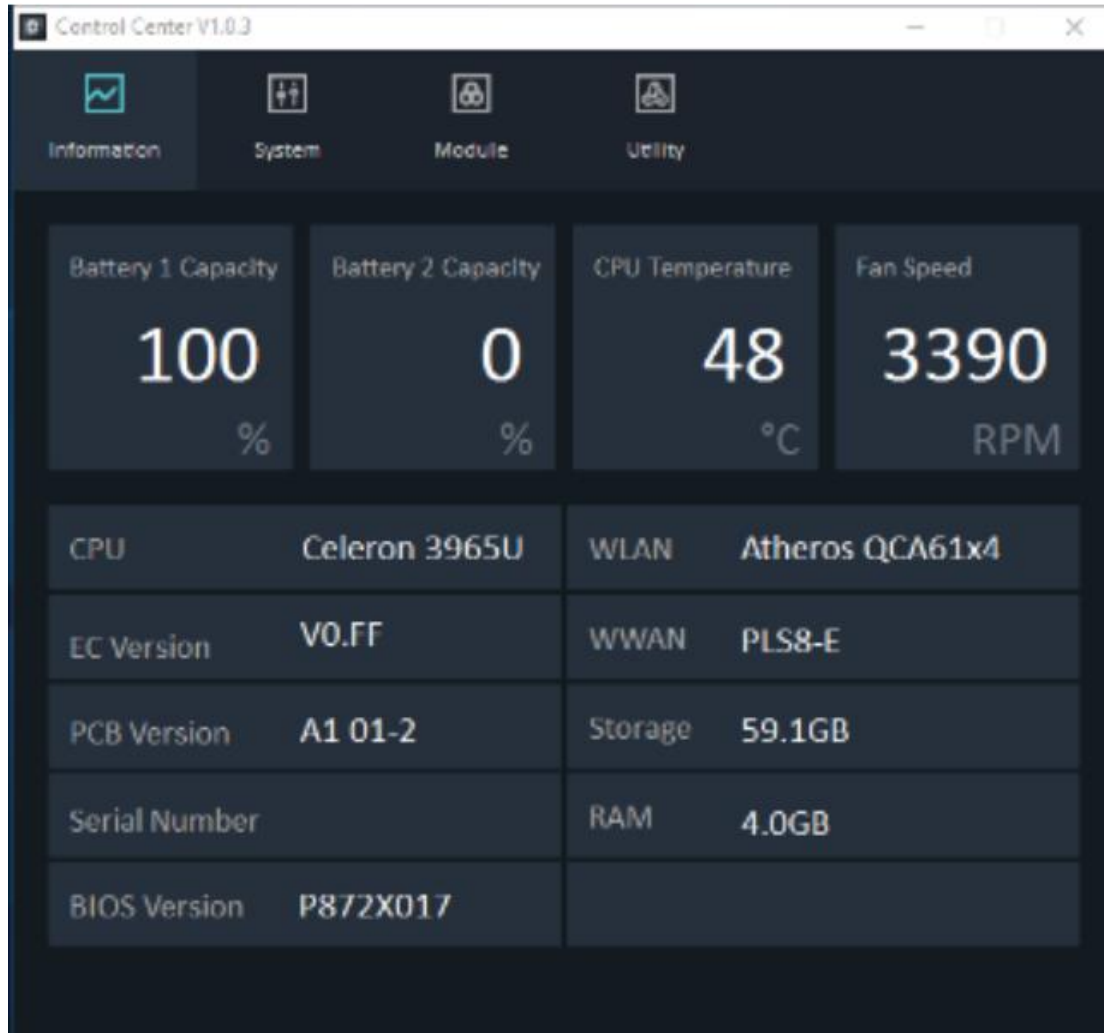 Control Center V1.0.3
Information System Module Utility
Battery 1 Capacity Battery 2 Capacity CPU Temperature Fan Speed
100 0 48 3390
% % °C RPM
CPU Celeron 3965U WLAN Atheros QCA61x4
EC Version V0.FF WWAN PLS8-E
PCB Version A1 01-2 Storage 59.1GB
Serial Number RAM 4.0GB
BIOS Version P872X017